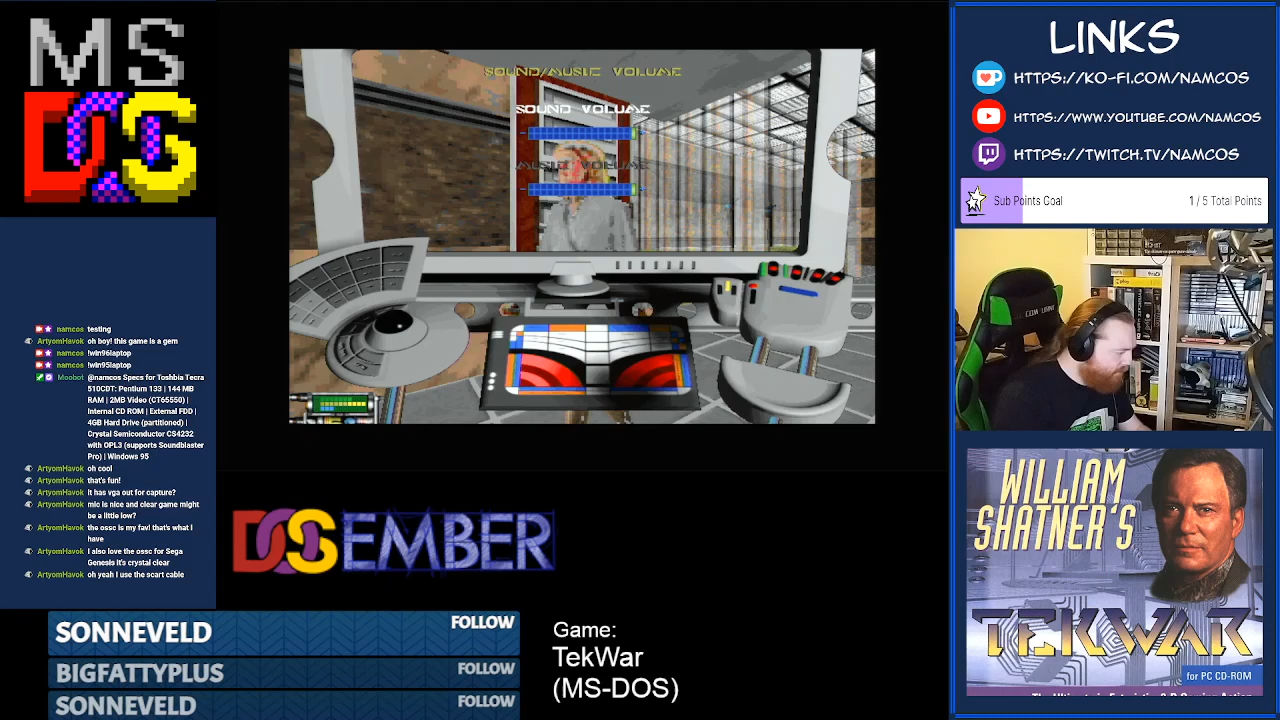 MS
DOS
namcos testing
ArtyomHavok oh boy! this game is a gem
namcos !win96laptop
namcos !win95laptop
Moobot @namcos Specs for Toshbia Tecra
510CDT: Pentium 133 | 144 MB
RAM | 2MB Video (CT65550) |
Internal CD ROM | External FDD |
4GB Hard Drive (partitioned) |
Crystal Semiconductor CS4232
with OPL3 (supports Soundblaster
Pro) | Windows 95
ArtyomHavok oh cool
ArtyomHavok that's fun!
ArtyomHavok it has vga out for capture?
ArtyomHavok mic is nice and clear game might
be a little low?
ArtyomHavok the ossc is my fav! that's what I
have
ArtyomHavok I also love the ossc for Sega
Genesis it's crystal clear
ArtyomHavok oh yeah I use the scart cable
SOUND/MUSIC VOLUME
SOUND VOLUME
MUSIC VOLUME
DOSEMBER
SONNEVELD FOLLOW
BIGFATTYPLUS FOLLOW
SONNEVELD FOLLOW
Game:
TekWar
(MS-DOS)
LINKS
HTTPS://KO-FI.COM/NAMCOS
HTTPS://WWW.YOUTUBE.COM/NAMCOS
HTTPS://TWITCH.TV/NAMCOS
Sub Points Goal 1 / 5 Total Points
WILLIAM
SHATNER'S
TEKWAR
for PC CD-ROM